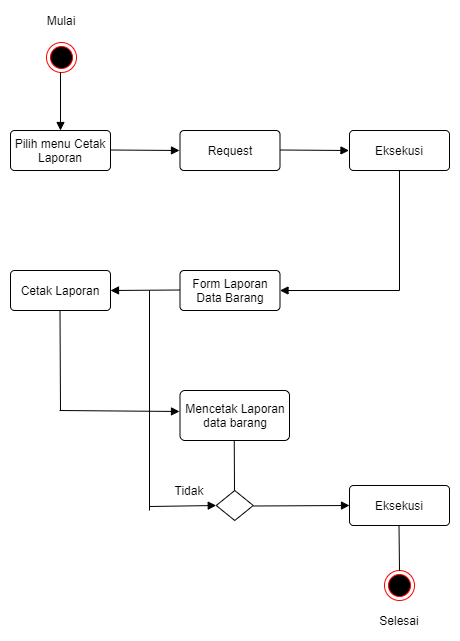 Mulai
Pilih menu Cetak
Laporan
Request
Eksekusi
Cetak Laporan
Form Laporan
Data Barang
Mencetak Laporan
data barang
Tidak
Eksekusi
Selesai